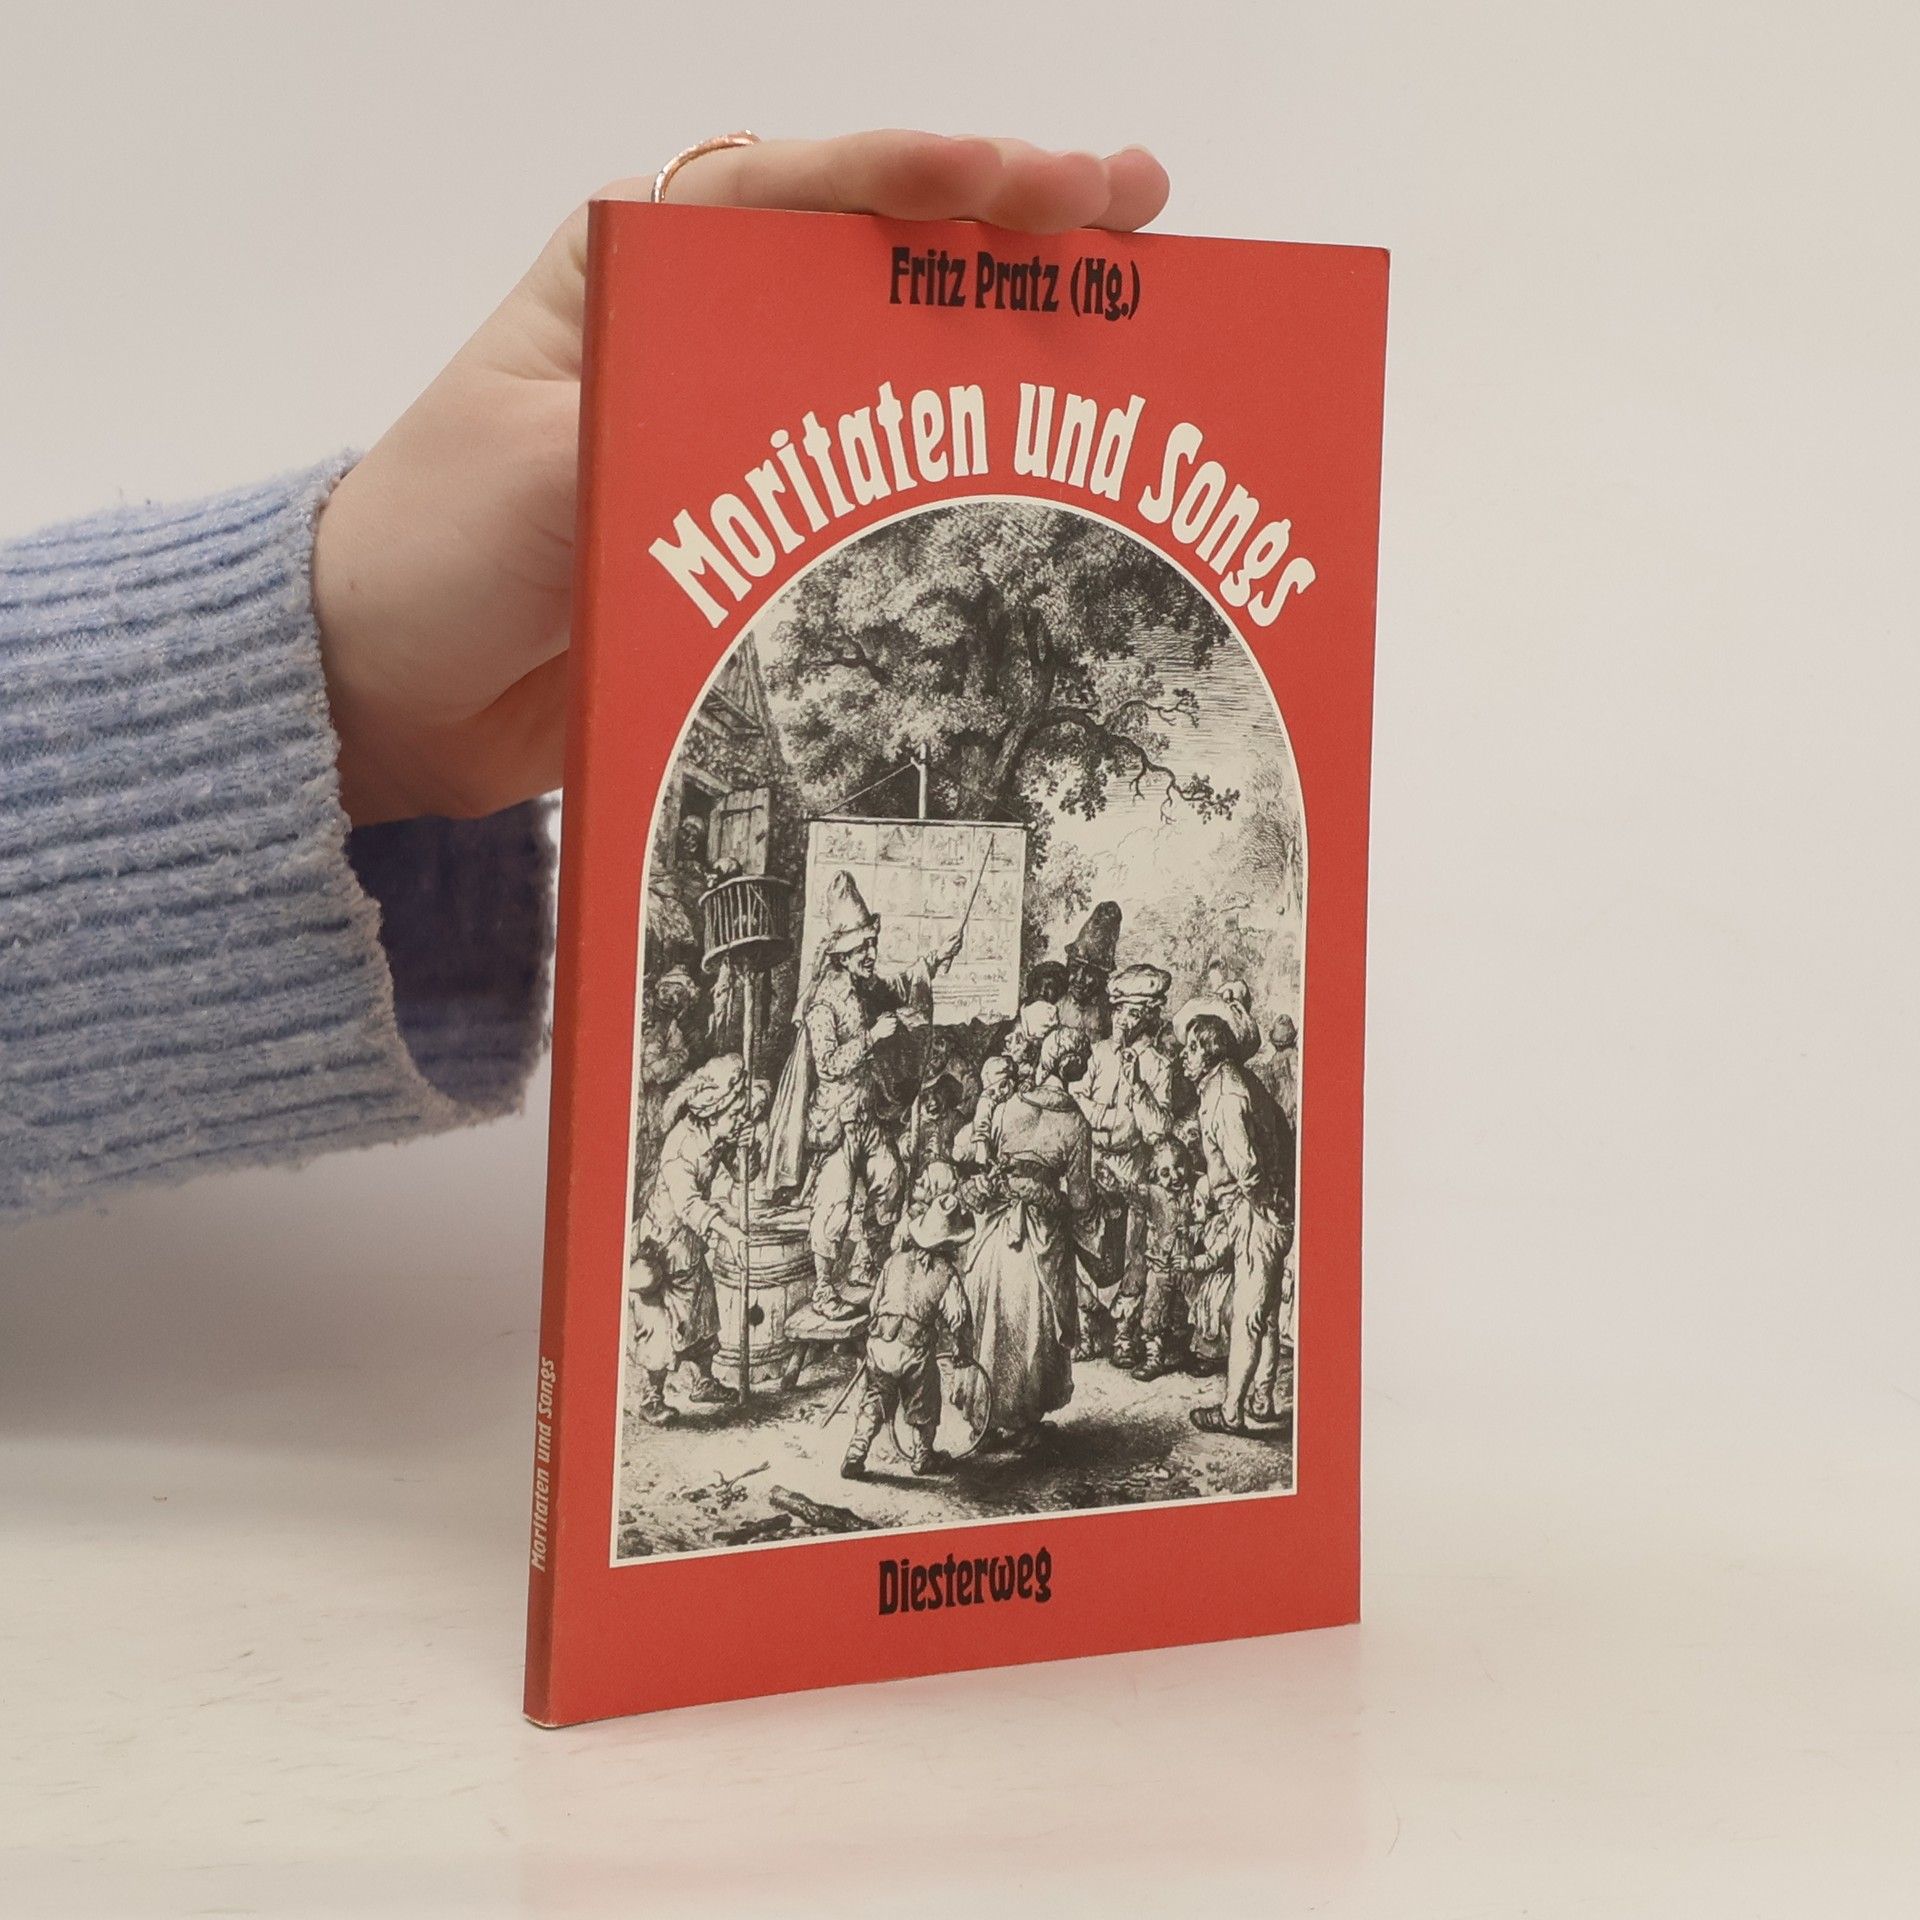 Fritz Pratz (Hg.)
Moritaten und Songs
Diesterweg
Moritaten und Songs